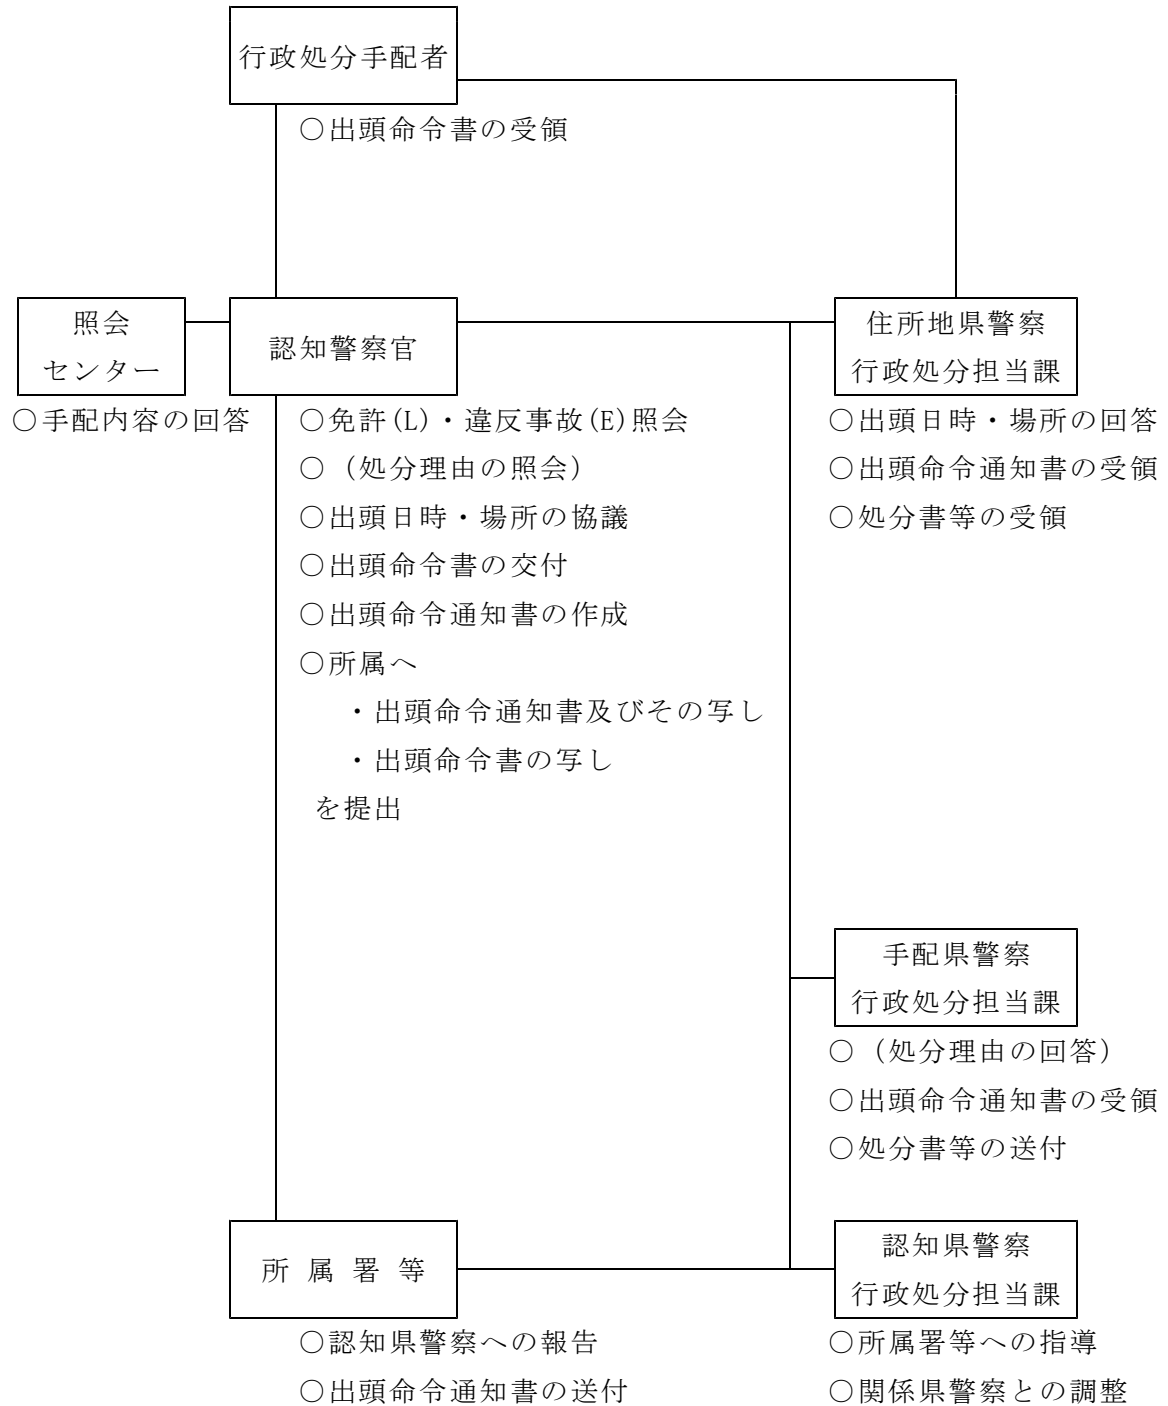 行政処分手配者
○出頭命令書の受領
照会
センター
○手配内容の回答
認知警察官
○免許(L)・違反事故(E)照会
○（処分理由の照会）
○出頭日時・場所の協議
○出頭命令書の交付
○出頭命令通知書の作成
○所属へ
・出頭命令通知書及びその写し
・出頭命令書の写し
を提出
住所地県警察
行政処分担当課
○出頭日時・場所の回答
○出頭命令通知書の受領
○処分書等の受領
手配県警察
行政処分担当課
○（処分理由の回答）
○出頭命令通知書の受領
○処分書等の送付
所属署等
○認知県警察への報告
○出頭命令通知書の送付
認知県警察
行政処分担当課
○所属署等への指導
○関係県警察との調整